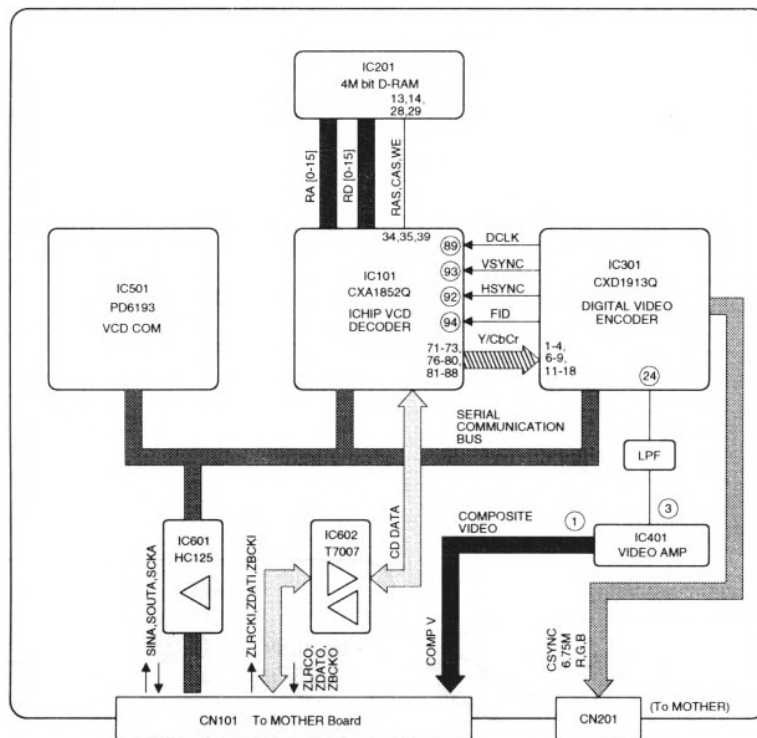 IC201
4M bit D-RAM
13,14,
28,29
RA [0-15]
RD [0-15]
RAS,CAS,WE
34,35,39
IC501
PD6193
VCD COM
IC101
CXA1852Q
ICHIP VCD
DECODER
89
93
92
94
DCLK
VSYNC
HSYNC
FID
Y/CbCr
71-73,
76-80,
81-88
IC301
CXD1913Q
DIGITAL VIDEO
ENCODER
1-4,
6-9,
11-18
24
SERIAL
COMMUNICATION
BUS
LPF
3
IC401
VIDEO AMP
1
COMPOSITE
VIDEO
IC601
HC125
IC602
T7007
CD DATA
SINA,SOUTA,SCKA
ZLRCKI,ZDATI,ZBCKI
ZLRCO,
ZDATO,
ZBCKO
COMP V
CSYNC
6.75M
R,G,B
CN101 To MOTHER Board
CN201
(To MOTHER)